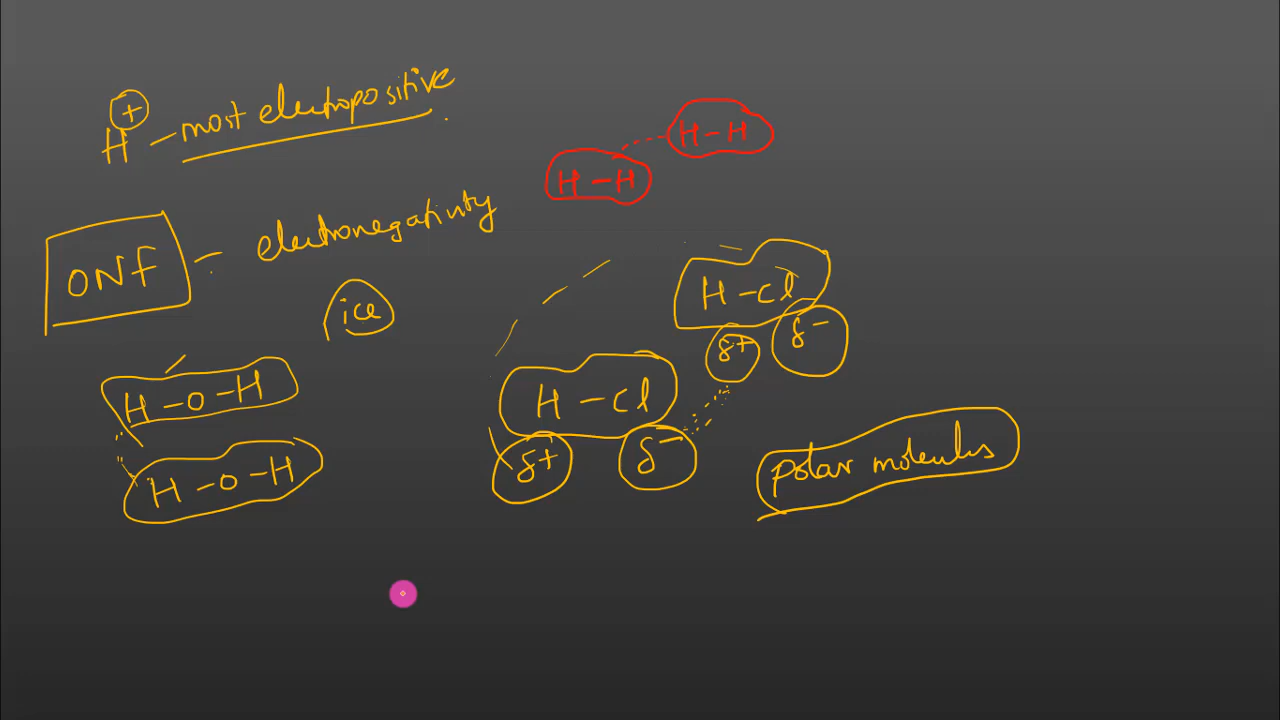 H⁺ – most electropositive
H–H
H–H
ONF – electronegativity
ice
H–Cl
δ+ δ–
H–O–H
H–Cl
δ+ δ–
H–O–H
polar molecules